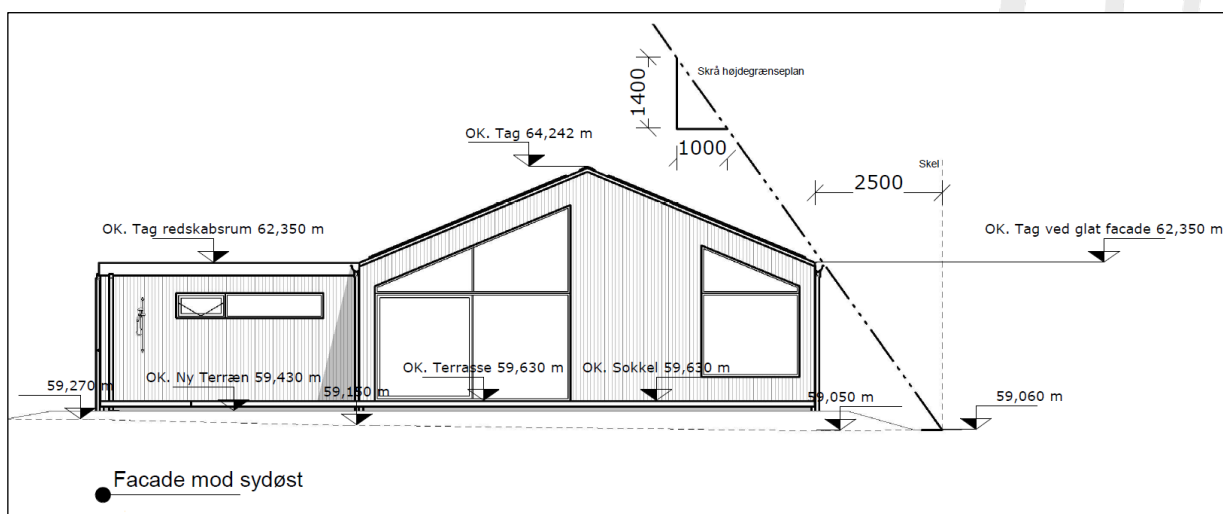 Skrå højdegrænseplan
1400
1000
OK. Tag 64,242 m
Skel
2500
OK. Tag redskabsrum 62,350 m
OK. Tag ved glat facade 62,350 m
OK. Terrasse 59,630 m
OK. Sokkel 59,630 m
59,270 m
OK. Ny Terræn 59,430 m
59,150 m
59,050 m
59,060 m
Facade mod sydøst